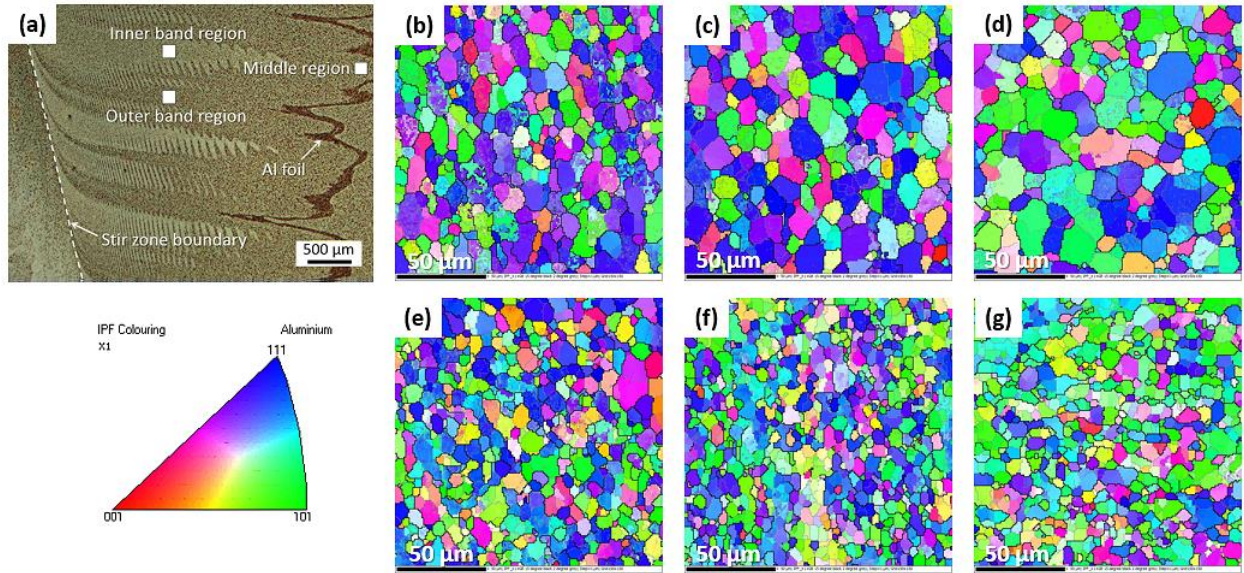 (a)
Inner band region
Middle region
Outer band region
Al foil
Stir zone boundary
500 µm
(b)
50 µm
(c)
50 µm
(d)
50 µm
IPF Colouring
X1
Aluminium
111
001
101
(e)
50 µm
(f)
50 µm
(g)
50 µm